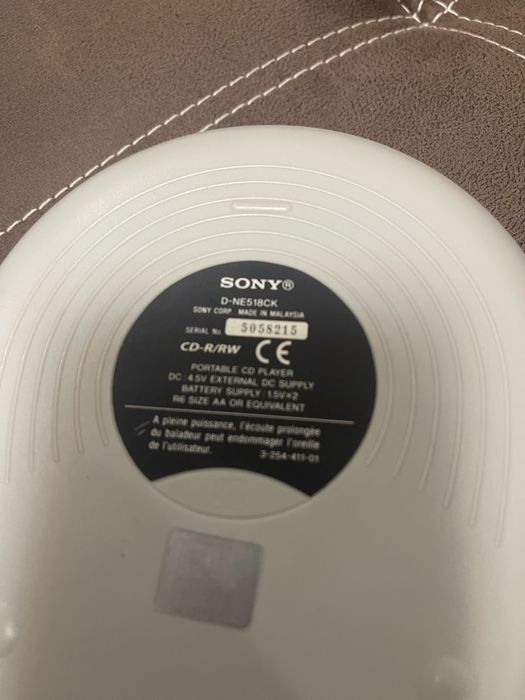 SONY®
D-NE518CK
SONY CORP. MADE IN MALAYSIA
SERIAL No. 5058215
CD-R/RW CE
PORTABLE CD PLAYER
DC 4.5V EXTERNAL DC SUPPLY
BATTERY SUPPLY : 1.5V×2
R6 SIZE AA OR EQUIVALENT
A pleine puissance, l'écoute prolongée
du baladeur peut endommager l'oreille
de l'utilisateur.
3-254-411-01